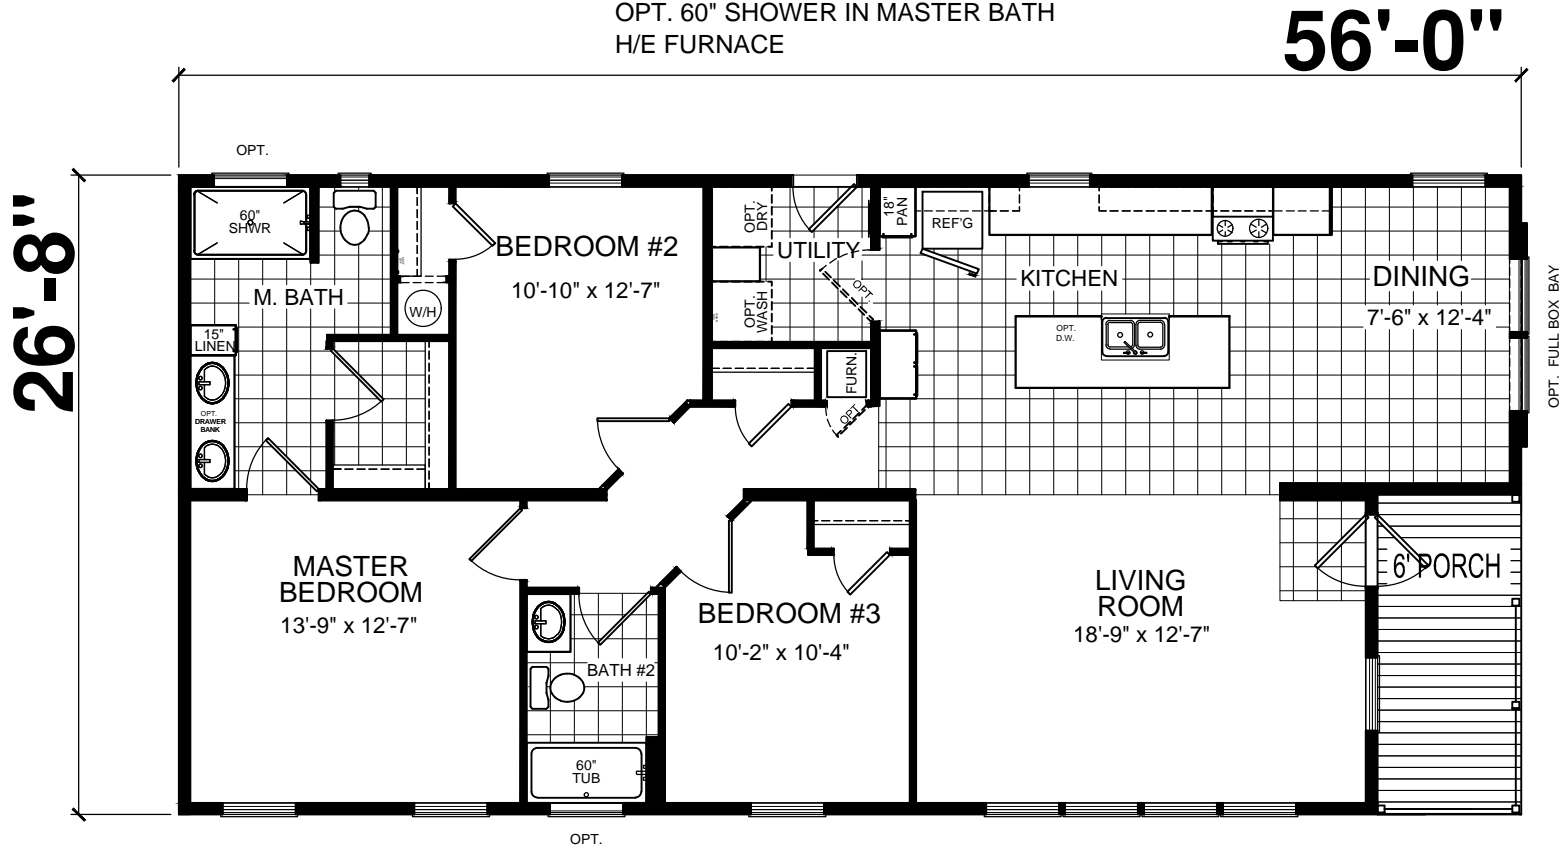 OPT. 60" SHOWER IN MASTER BATH
H/E FURNACE
56'-0"
26'-8"
OPT.
60"
SHWR
M. BATH
15"
LINEN
OPT.
DRAWER
BANK
W/H
BEDROOM #2
10'-10" x 12'-7"
OPT.
DRY
UTILITY
OPT.
WASH
OPT.
FURN.
OPT.
18"
PAN
REF'G
KITCHEN
OPT.
D.W.
DINING
7'-6" x 12'-4"
OPT. FULL BOX BAY
MASTER
BEDROOM
13'-9" x 12'-7"
BATH #2
60"
TUB
OPT.
BEDROOM #3
10'-2" x 10'-4"
LIVING
ROOM
18'-9" x 12'-7"
6' PORCH